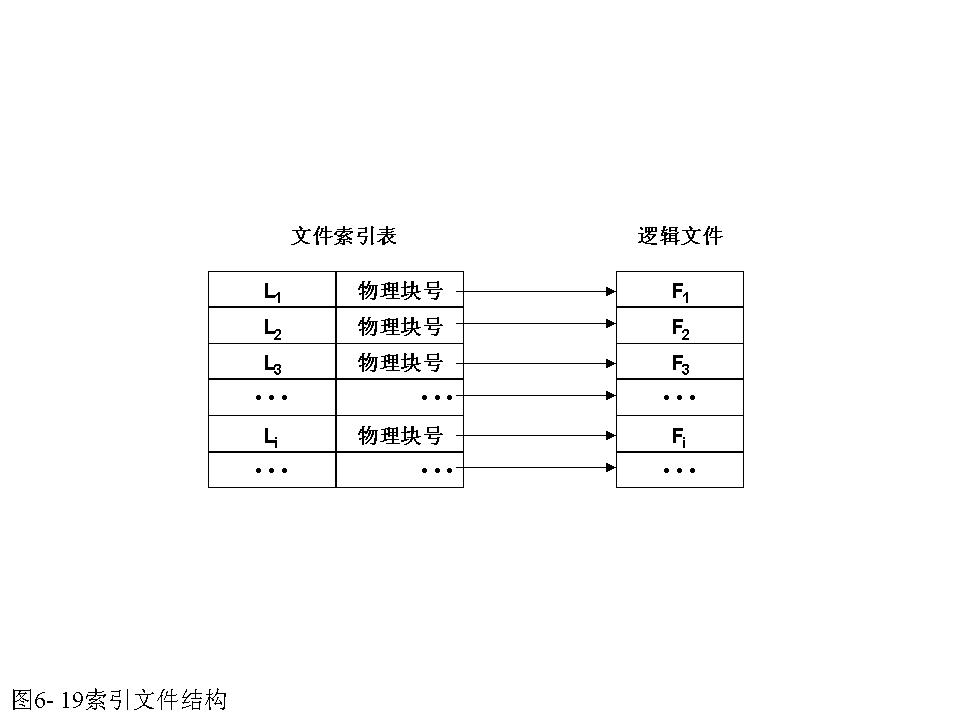 文件索引表 逻辑文件
L₁ 物理块号 F₁
L₂ 物理块号 F₂
L₃ 物理块号 F₃
••• ••• •••
Lᵢ 物理块号 Fᵢ
••• ••• •••
图6- 19索引文件结构